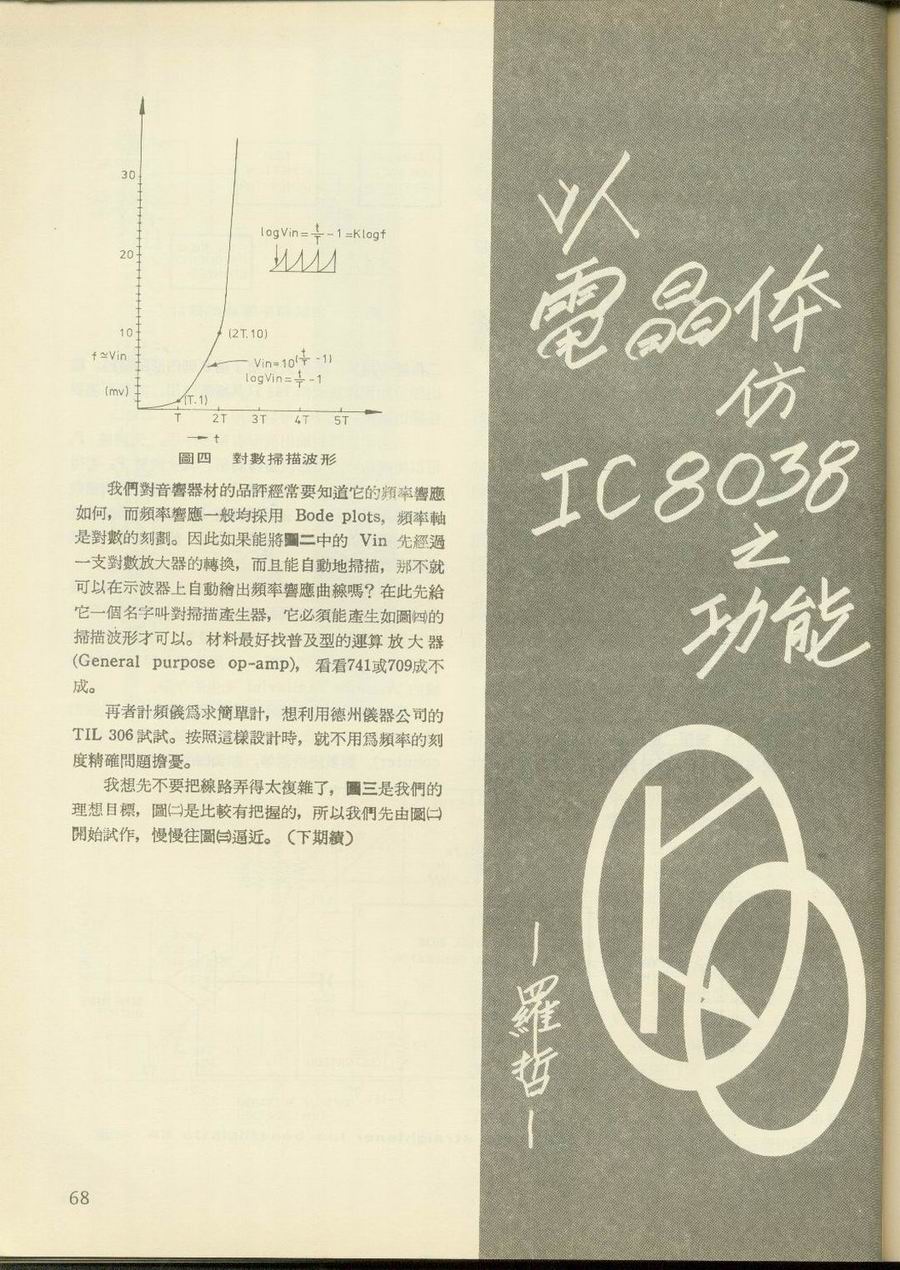 30
20
10
f≃Vin
(mv)
logVin=t/T-1=Klogf
(2T.10)
Vin=10(t/T-1)
logVin=t/T-1
(T.1)
T 2T 3T 4T 5T
→ t
圖四 對數掃描波形
我們對音響器材的品評經常要知道它的頻率響應
如何，而頻率響應一般均採用 Bode plots，頻率軸
是對數的刻劃。因此如果能將圖二中的 Vin 先經過
一支對數放大器的轉換，而且能自動地掃描，那不就
可以在示波器上自動繪出頻率響應曲線嗎？在此先給
它一個名字叫對掃描產生器，它必須能產生如圖㈣的
掃描波形才可以。材料最好找普及型的運算放大器
(General purpose op-amp)，看看741或709成不
成。
再者計頻儀爲求簡單計，想利用德州儀器公司的
TIL 306試試。按照這樣設計時，就不用爲頻率的刻
度精確問題擔憂。
我想先不要把線路弄得太複雜了，圖三是我們的
理想目標，圖㈡是比較有把握的，所以我們先由圖㈡
開始試作，慢慢往圖㈢逼近。（下期續）
68
以
電晶体
仿
IC 8038
之
功能
—羅哲—